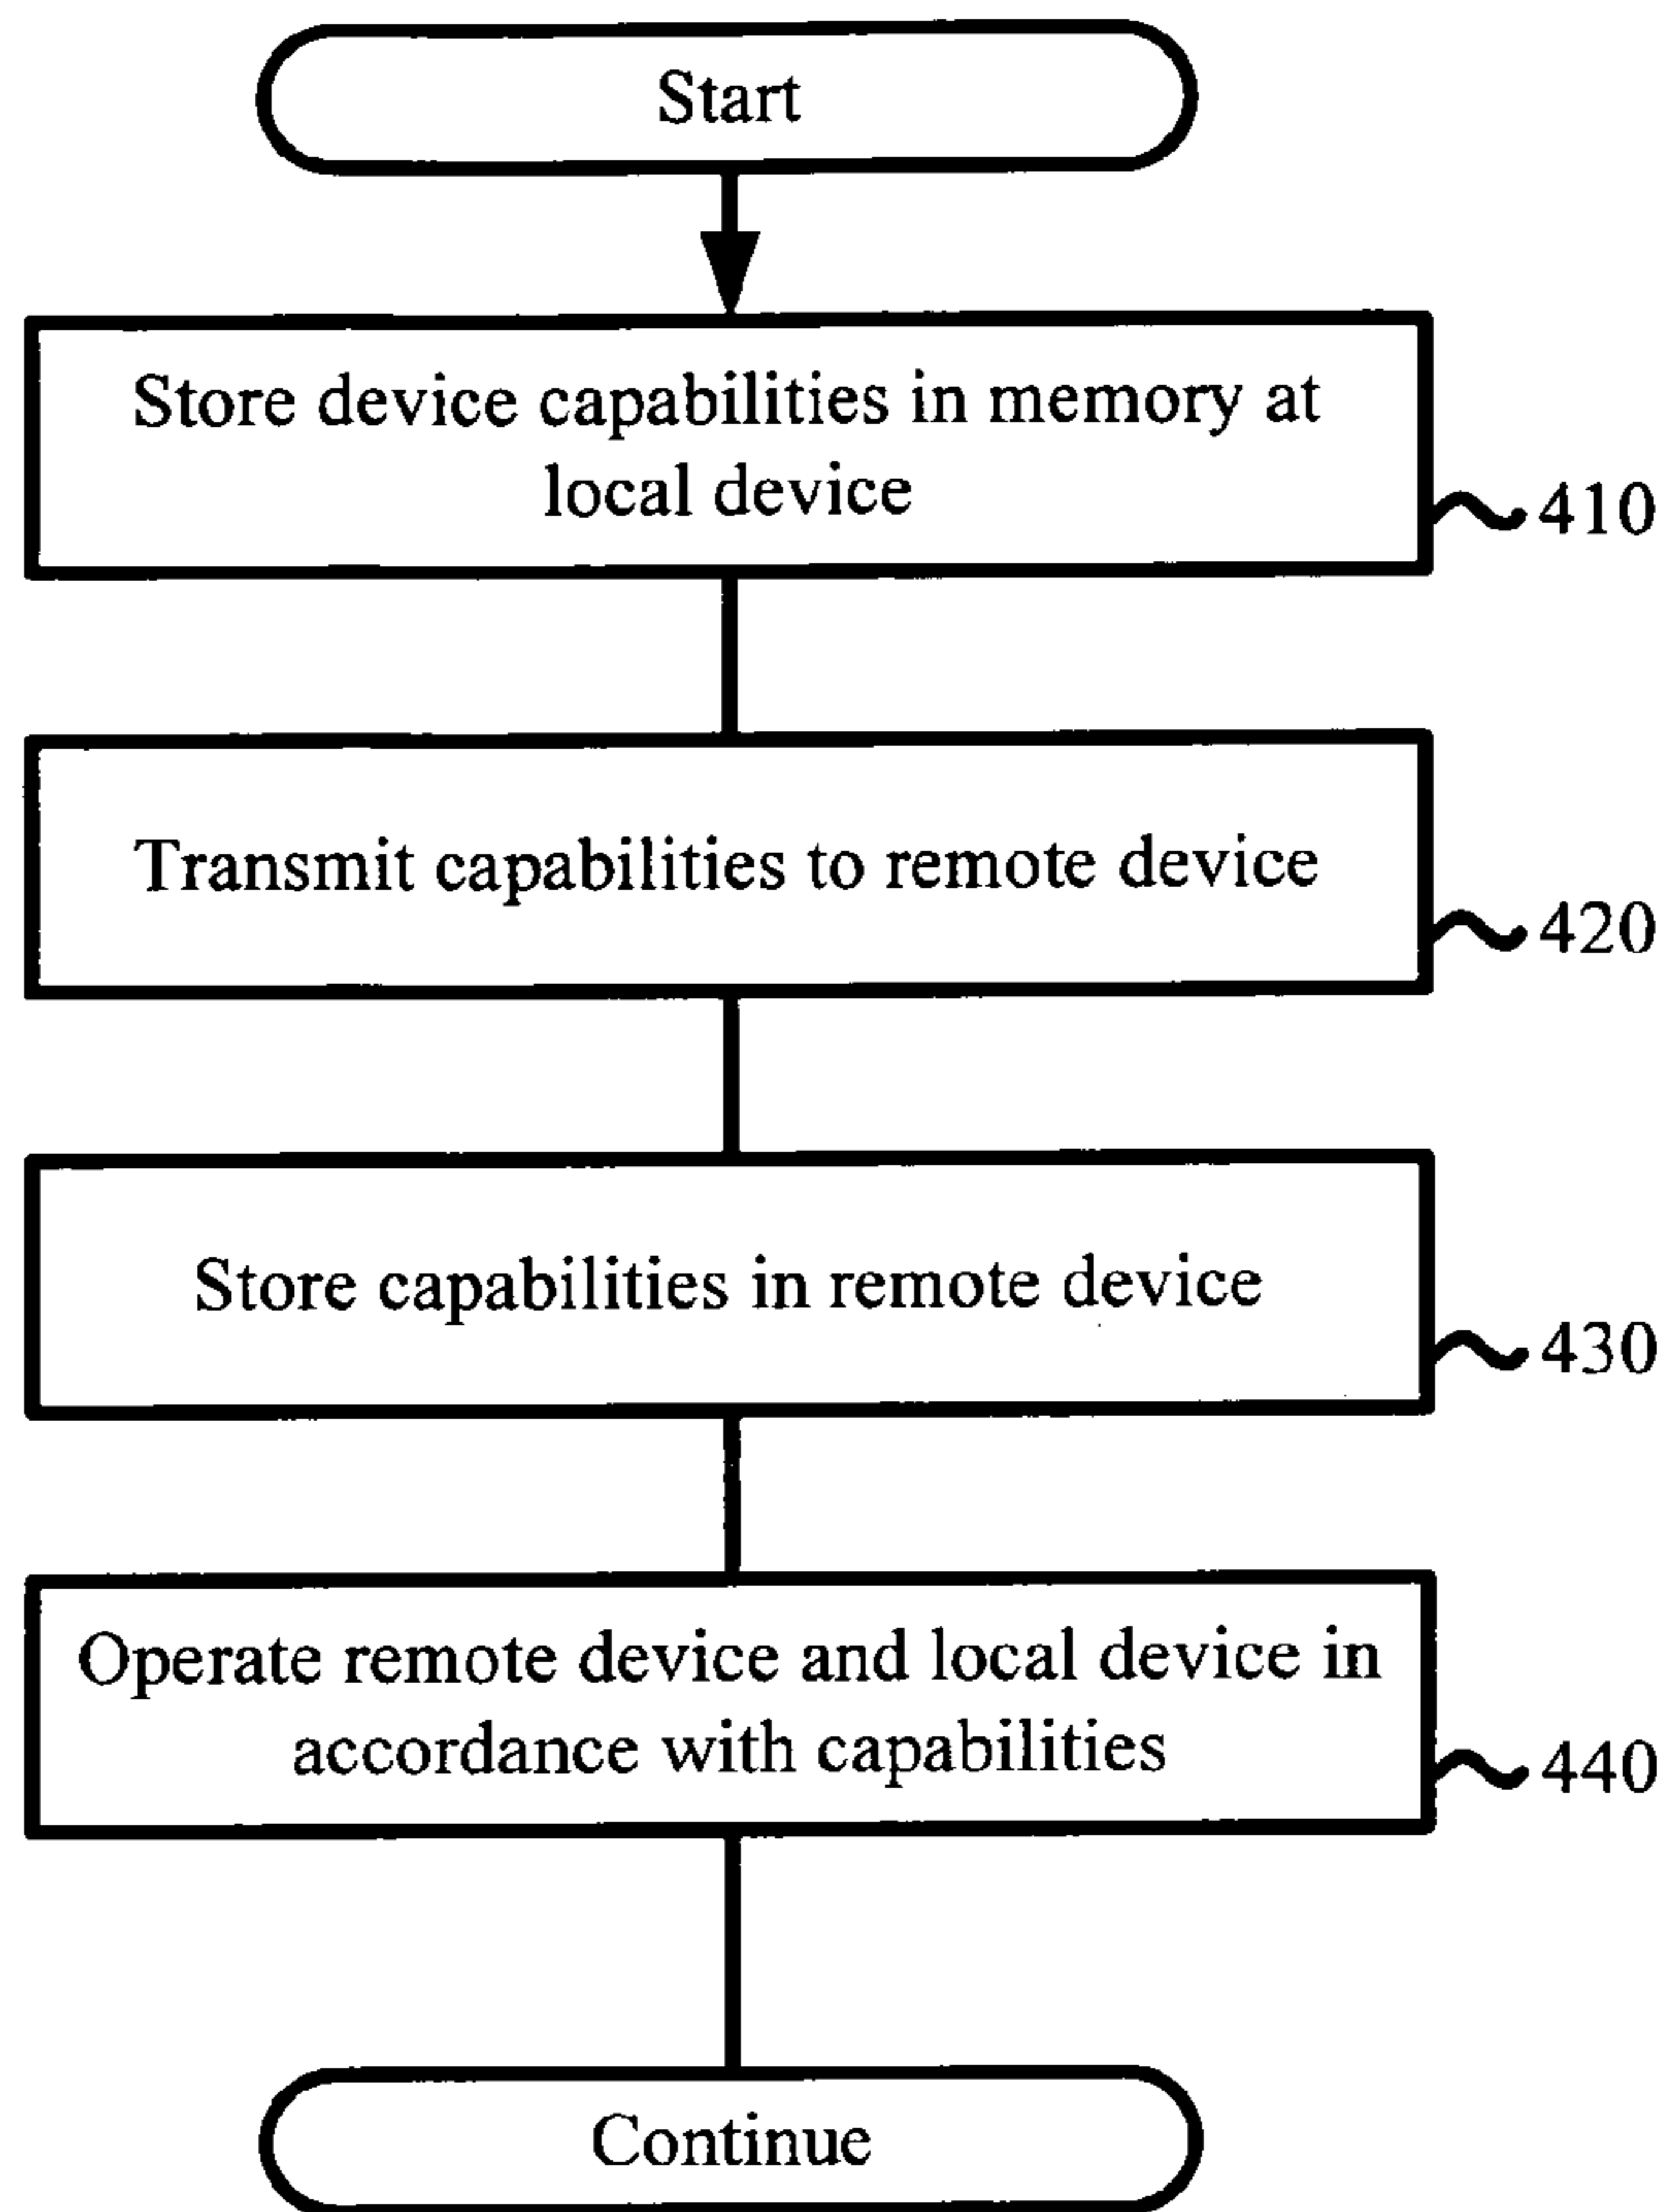 Start
Store device capabilities in memory at
local device
410
Transmit capabilities to remote device
420
Store capabilities in remote device
430
Operate remote device and local device in
accordance with capabilities
440
Continue